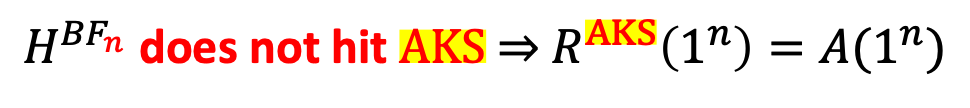 H^{BF_n} does not hit AKS ⇒ R^{AKS}(1^n) = A(1^n)